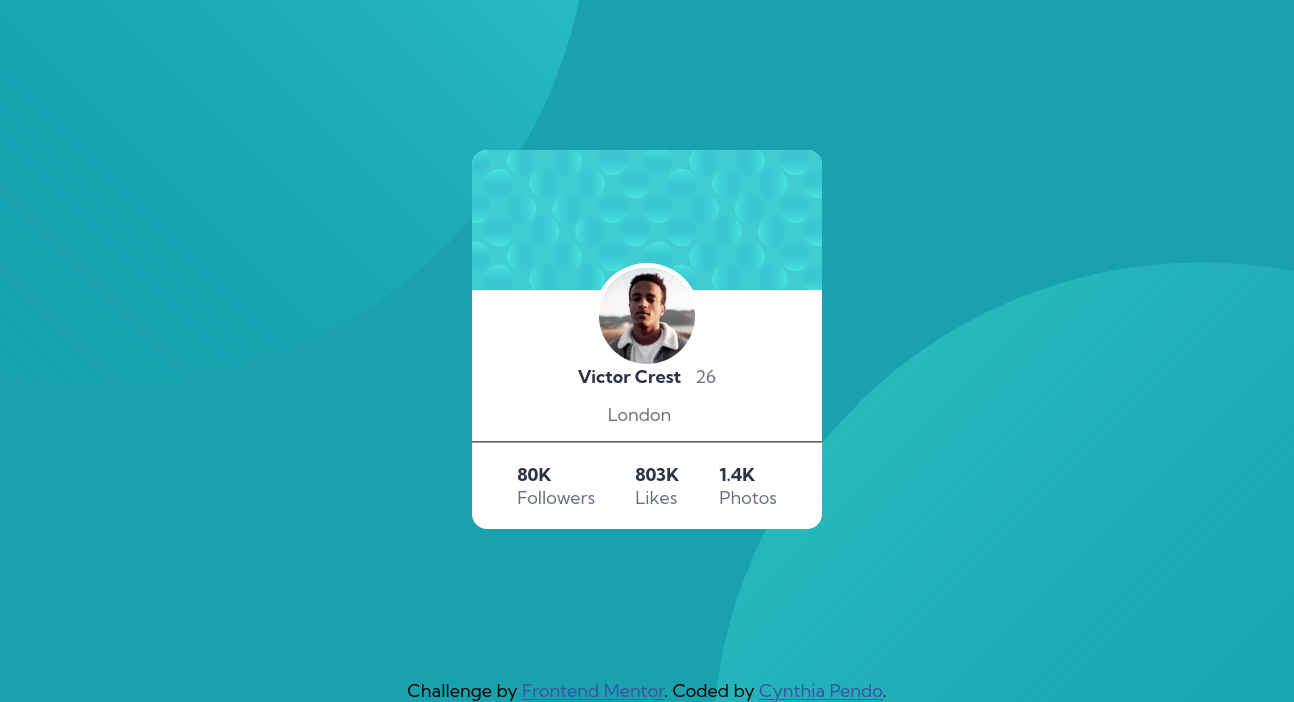 Victor Crest 26
London
80K 803K 1.4K
Followers Likes Photos
Challenge by Frontend Mentor. Coded by Cynthia Pendo.